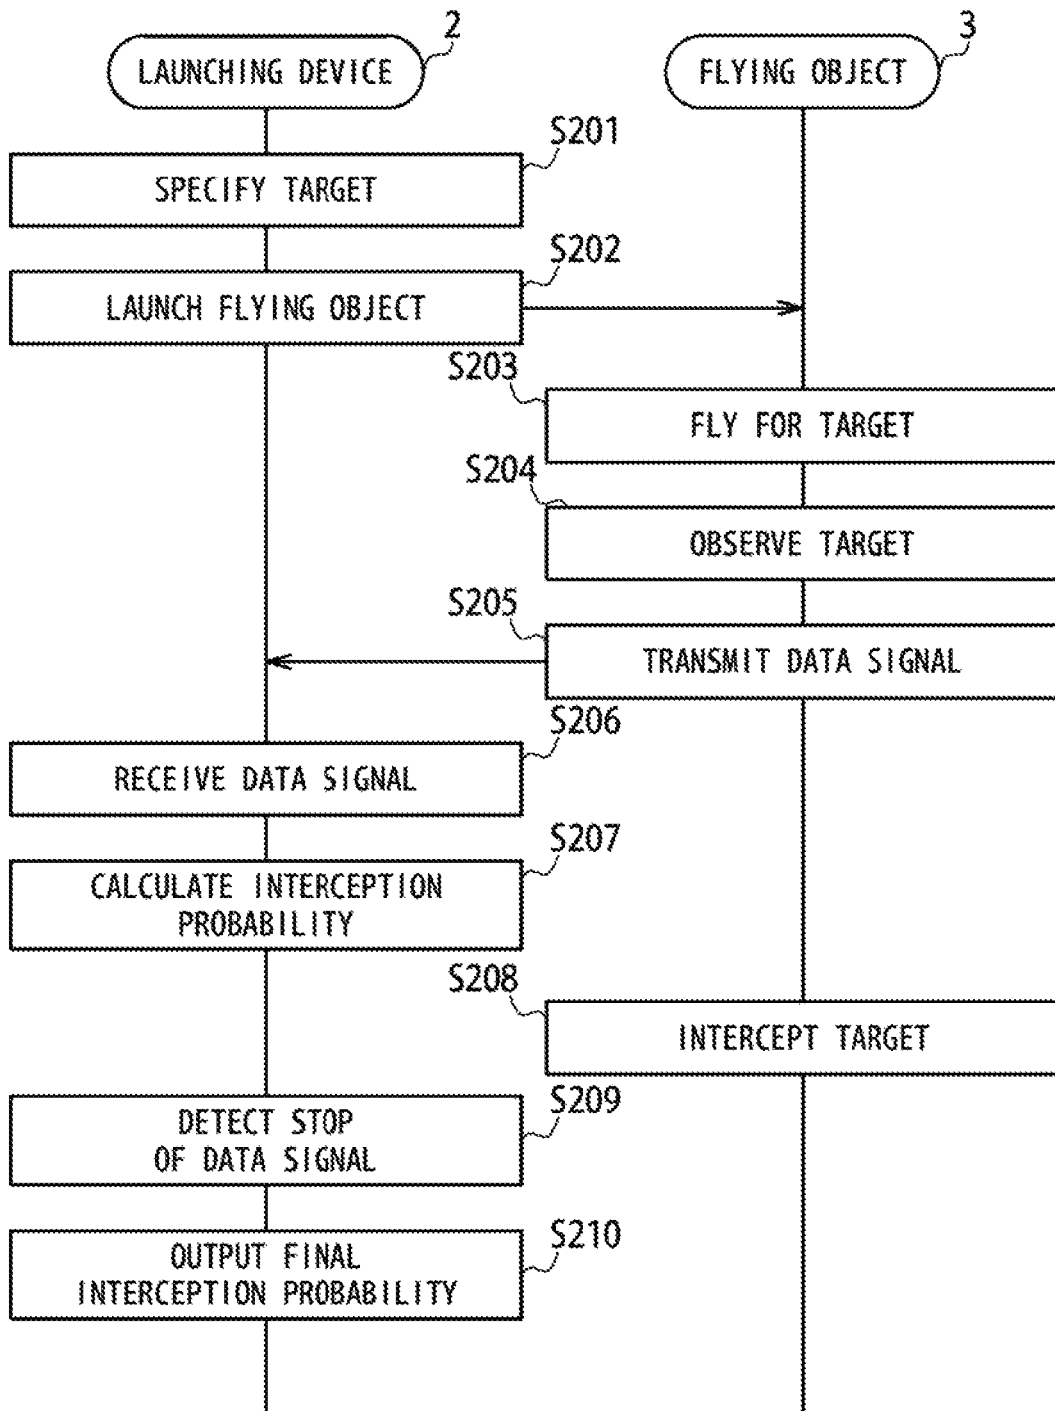 2
3
LAUNCHING DEVICE
FLYING OBJECT
S201
SPECIFY TARGET
S202
LAUNCH FLYING OBJECT
S203
FLY FOR TARGET
S204
OBSERVE TARGET
S205
TRANSMIT DATA SIGNAL
S206
RECEIVE DATA SIGNAL
S207
CALCULATE INTERCEPTION
PROBABILITY
S208
INTERCEPT TARGET
S209
DETECT STOP
OF DATA SIGNAL
S210
OUTPUT FINAL
INTERCEPTION PROBABILITY